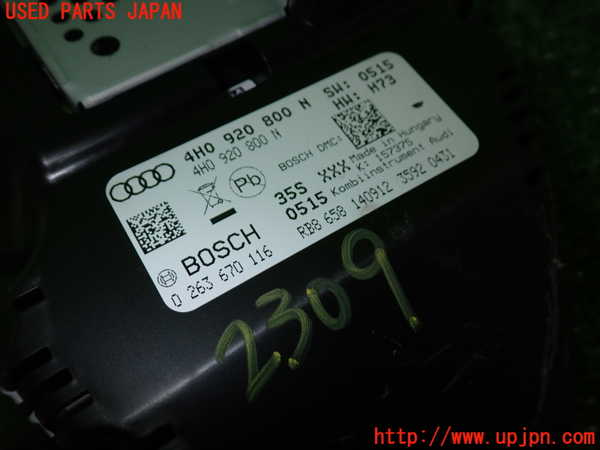 USED PARTS JAPAN
4H0 920 800 N
4H0 920 800 N
SW: 0515
HW: H73
BOSCH DMC:
Pb
35S XXX
0515
Made in Hungary
K: 157375
Kombiinstrument Audi
RB8 658 140912 3592 0431
BOSCH
0 263 670 116
2309
http://www.upjpn.com/